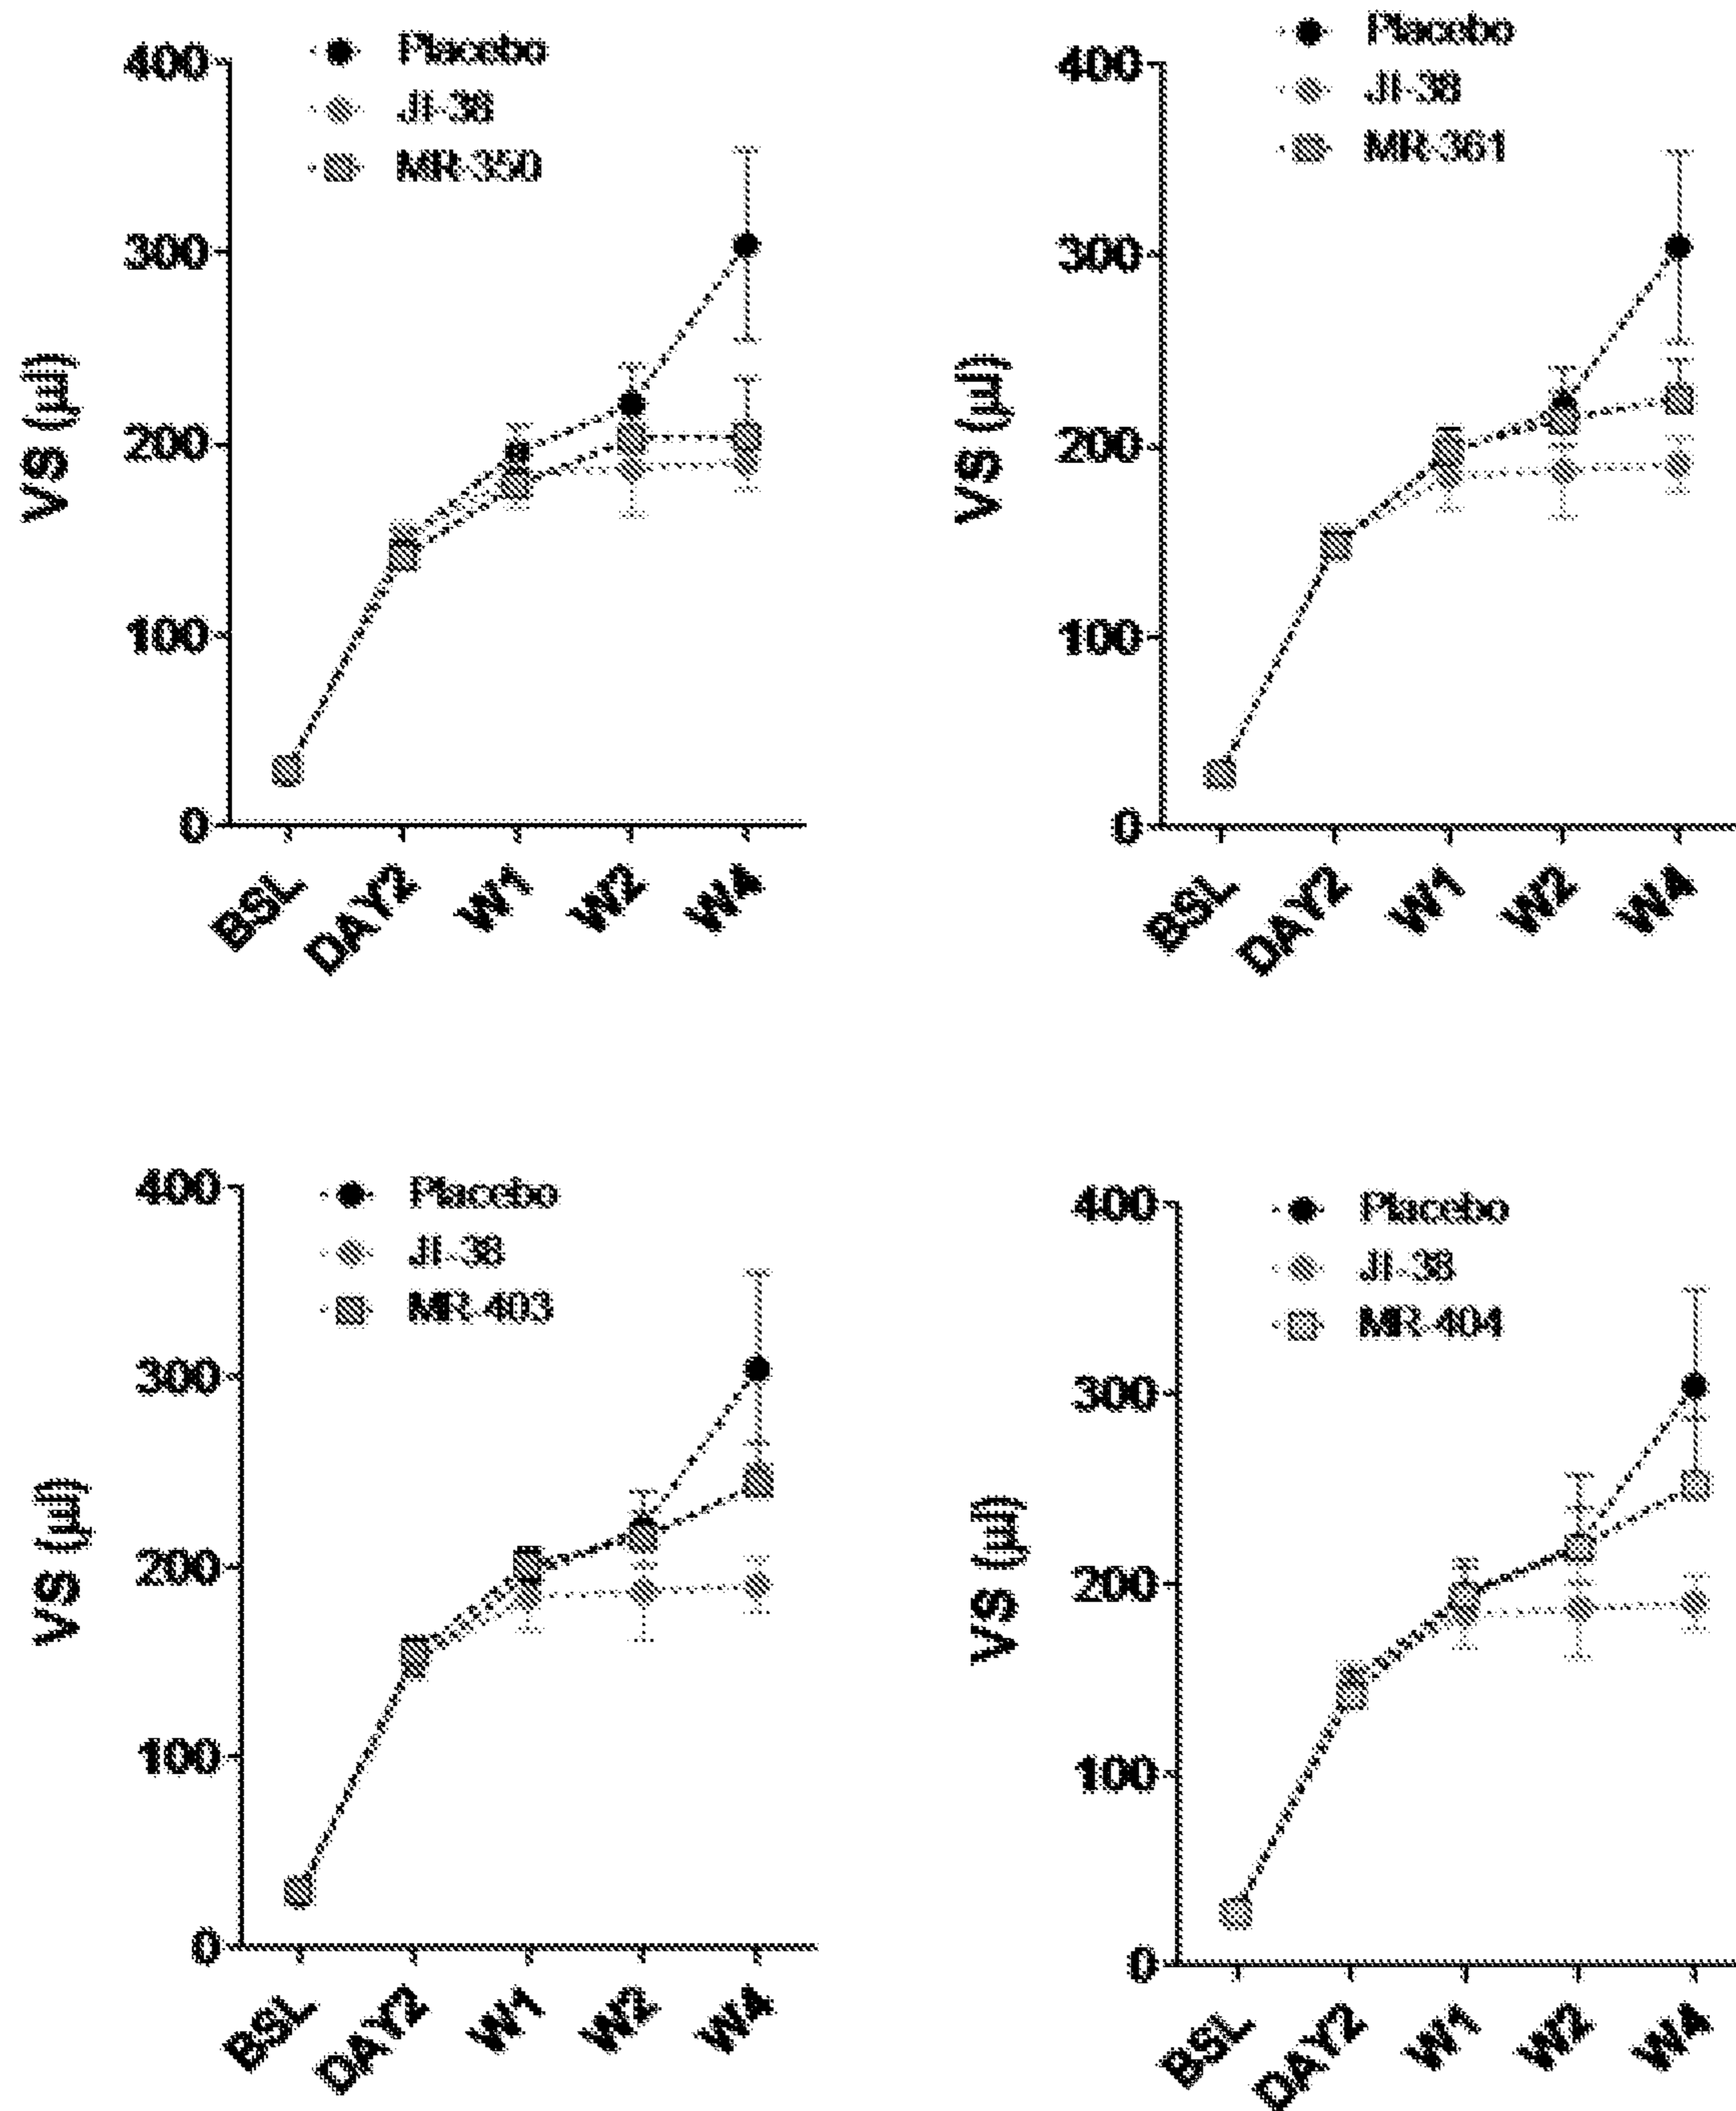 400
300
200
100
0
VS (µl)
Placebo
JI-38
MR-350
BSL
DAY2
W1
W2
W4
400
300
200
100
0
VS (µl)
Placebo
JI-38
MR-361
BSL
DAY2
W1
W2
W4
400
300
200
100
0
VS (µl)
Placebo
JI-38
MR-403
BSL
DAY2
W1
W2
W4
400
300
200
100
0
VS (µl)
Placebo
JI-38
MR-404
BSL
DAY2
W1
W2
W4